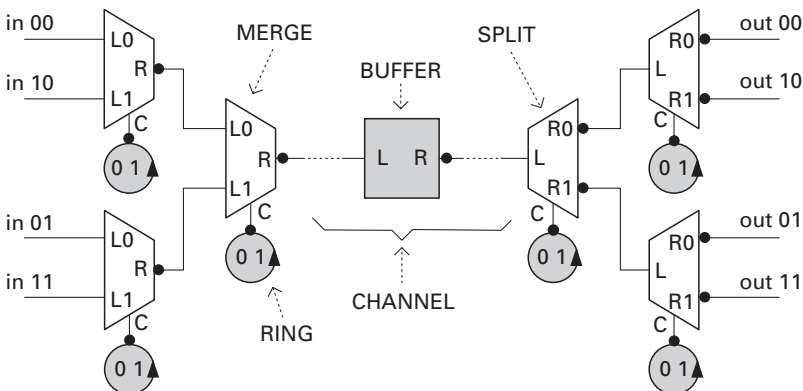 in 00
L0
R
in 10
L1
C
0 1
in 01
L0
R
in 11
L1
C
0 1
MERGE
L0
R
L1
C
0 1
RING
BUFFER
L R
CHANNEL
SPLIT
R0
L
R1
C
0 1
out 00
R0
L
out 10
R1
C
0 1
out 01
R0
L
out 11
R1
C
0 1